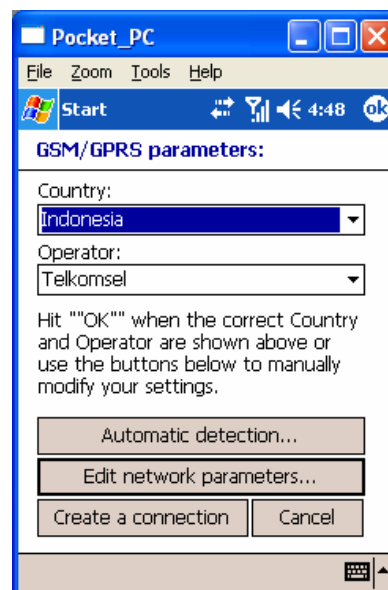 Pocket_PC
File Zoom Tools Help
Start 4:48 ok
GSM/GPRS parameters:
Country:
Indonesia
Operator:
Telkomsel
Hit ""OK"" when the correct Country
and Operator are shown above or
use the buttons below to manually
modify your settings.
Automatic detection...
Edit network parameters...
Create a connection Cancel